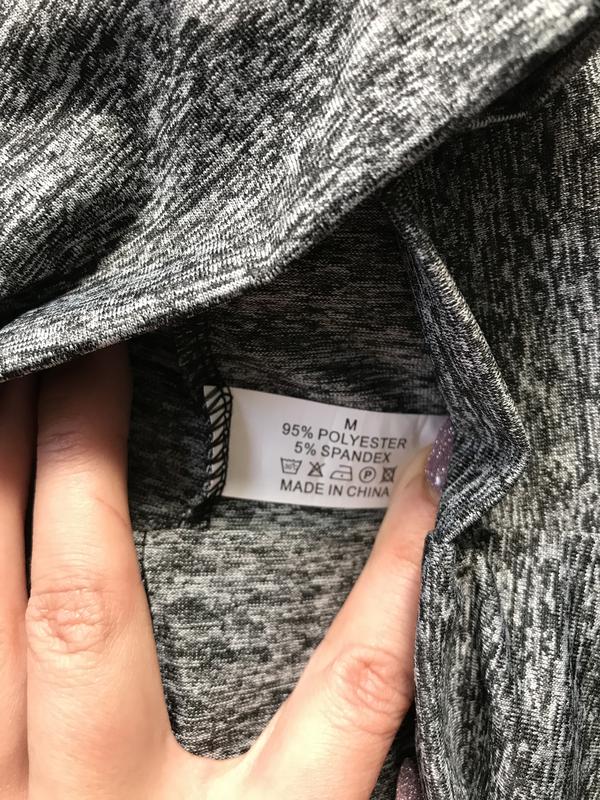 M
95% POLYESTER
5% SPANDEX
MADE IN CHINA